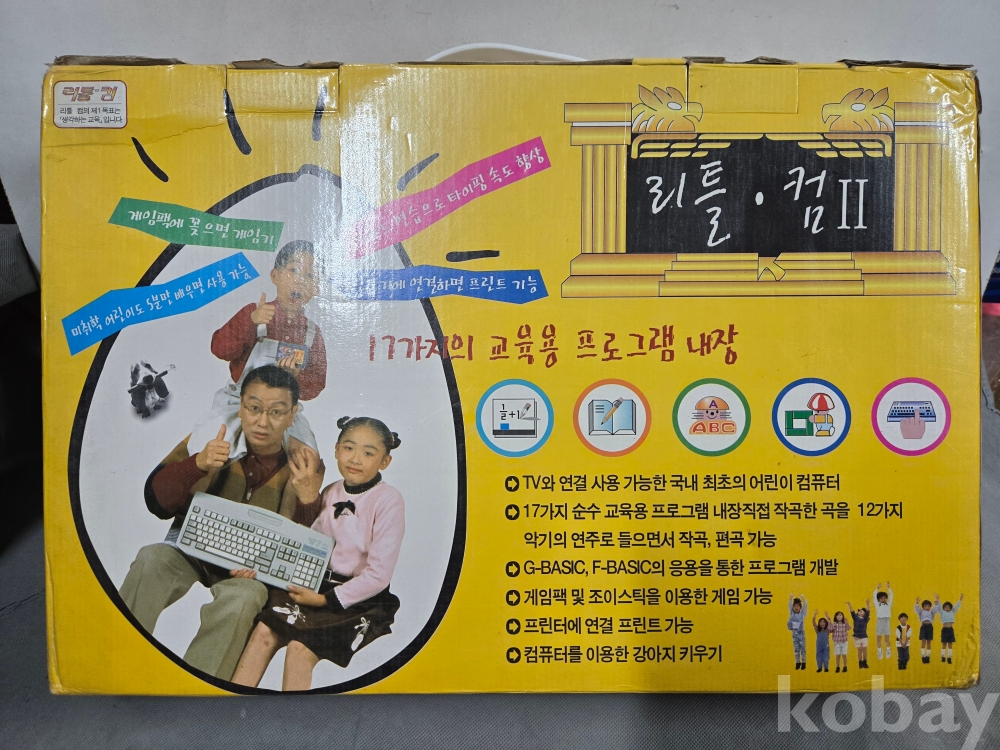 리틀·컴
리틀 컴의 제1목표는
「생각하는 교육」입니다
게임팩에 꽂으면 게임기
미취학 어린이도 5분만 배우면 사용 가능
연습으로 타이핑 속도 향상
연결하면 프린트 기능
리틀·컴 II
17가지의 교육용 프로그램 내장
ABC
TV와 연결 사용 가능한 국내 최초의 어린이 컴퓨터
17가지 순수 교육용 프로그램 내장직접 작곡한 곡을 12가지
악기의 연주로 들으면서 작곡, 편곡 가능
G-BASIC, F-BASIC의 응용을 통한 프로그램 개발
게임팩 및 조이스틱을 이용한 게임 가능
프린터에 연결 프린트 가능
컴퓨터를 이용한 강아지 키우기
kobay